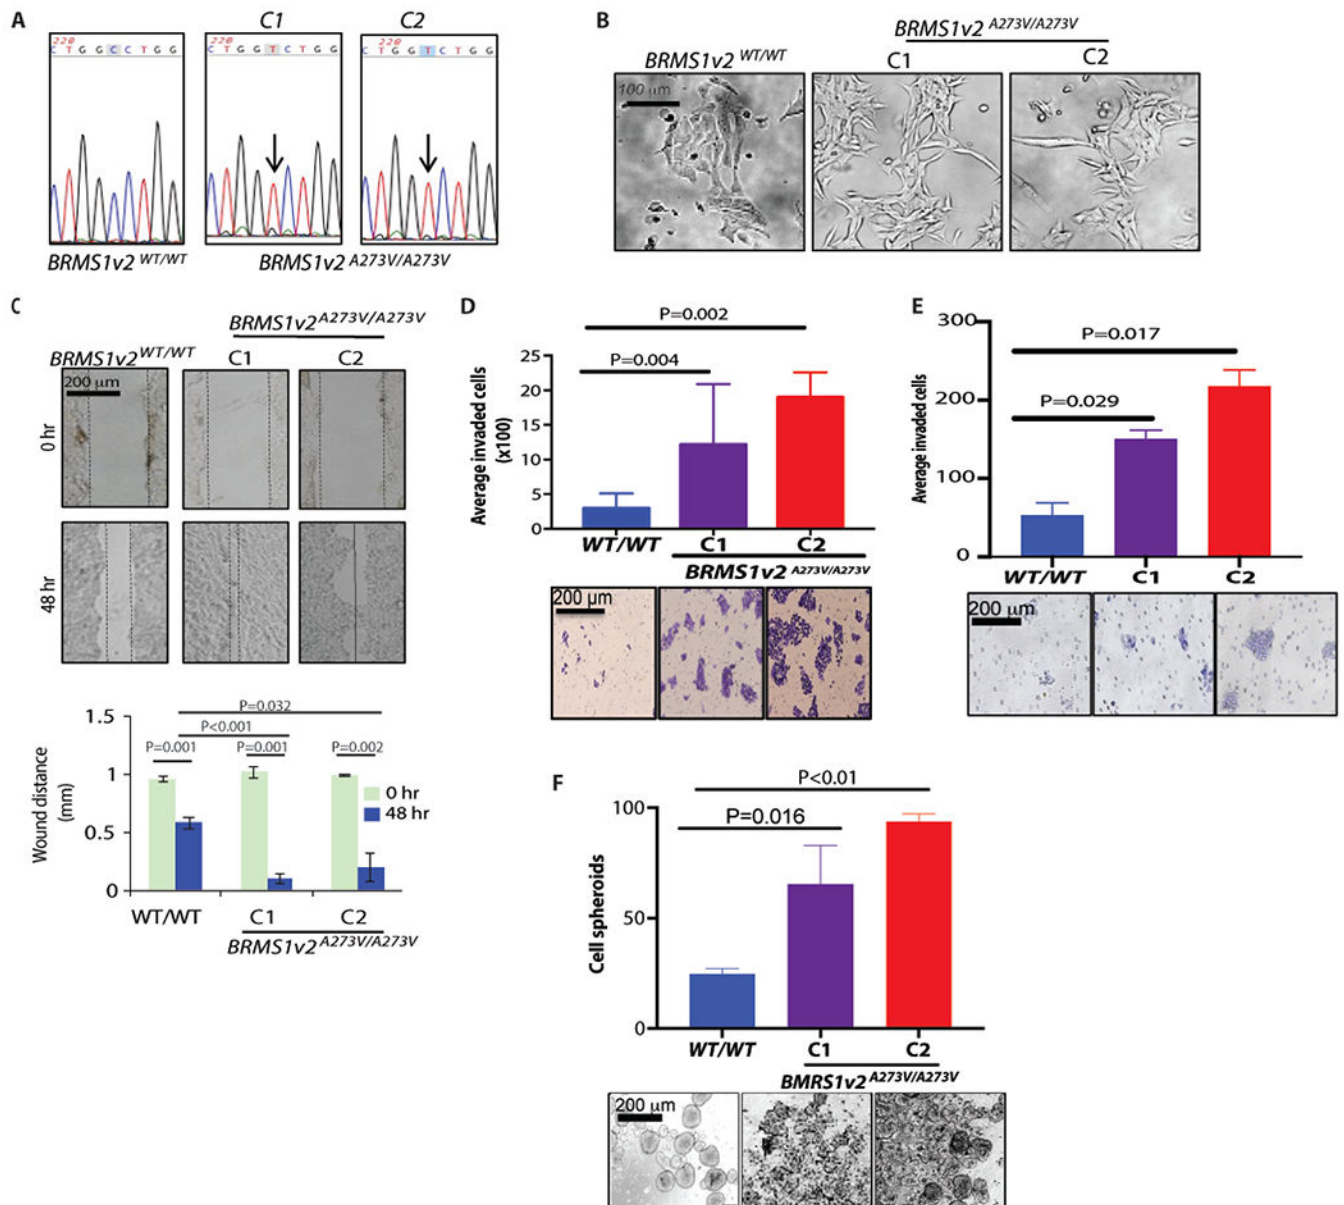 A
C1
C2
228
C T G G C C T G G
228
C T G G T C T G G
228
C T G G T C T G G
BRMS1v2 WT/WT
BRMS1v2 A273V/A273V
B
BRMS1v2 A273V/A273V
BRMS1v2 WT/WT
C1
C2
100 µm
C
BRMS1v2 A273V/A273V
BRMS1v2 WT/WT
C1
C2
200 µm
0 hr
48 hr
P=0.032
P<0.001
P=0.001
P=0.001
P=0.002
1.5
1
0.5
0
Wound distance
(mm)
0 hr
48 hr
WT/WT
C1
C2
BRMS1v2 A273V/A273V
D
P=0.002
P=0.004
25
20
15
10
5
0
Average invaded cells
(x100)
WT/WT
C1
C2
BRMS1v2 A273V/A273V
200 µm
E
300
200
100
0
P=0.017
P=0.029
Average invaded cells
WT/WT
C1
C2
200 µm
F
P<0.01
P=0.016
100
50
0
Cell spheroids
WT/WT
C1
C2
BMRS1v2 A273V/A273V
200 µm